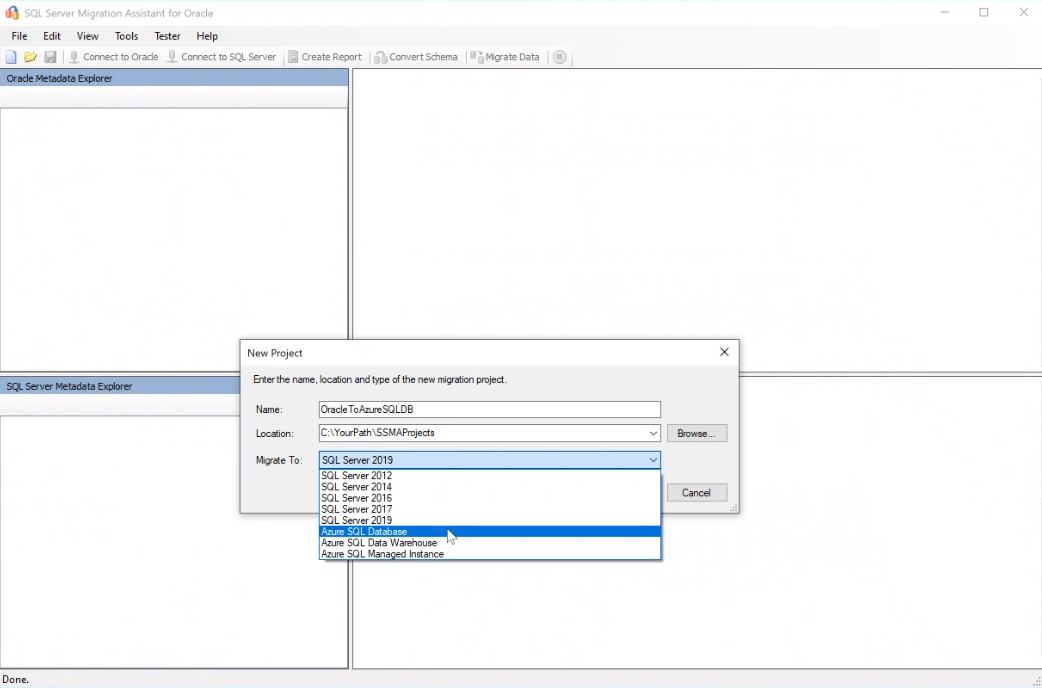 SQL Server Migration Assistant for Oracle
File Edit View Tools Tester Help
Connect to Oracle Connect to SQL Server Create Report Convert Schema Migrate Data
Oracle Metadata Explorer
SQL Server Metadata Explorer
New Project
Enter the name, location and type of the new migration project.
Name: OracleToAzureSQLDB
Location: C:\YourPath\SSMAProjects Browse...
Migrate To: SQL Server 2019
SQL Server 2012
SQL Server 2014
SQL Server 2016
SQL Server 2017
SQL Server 2019
Azure SQL Database
Azure SQL Data Warehouse
Azure SQL Managed Instance
Cancel
Done.